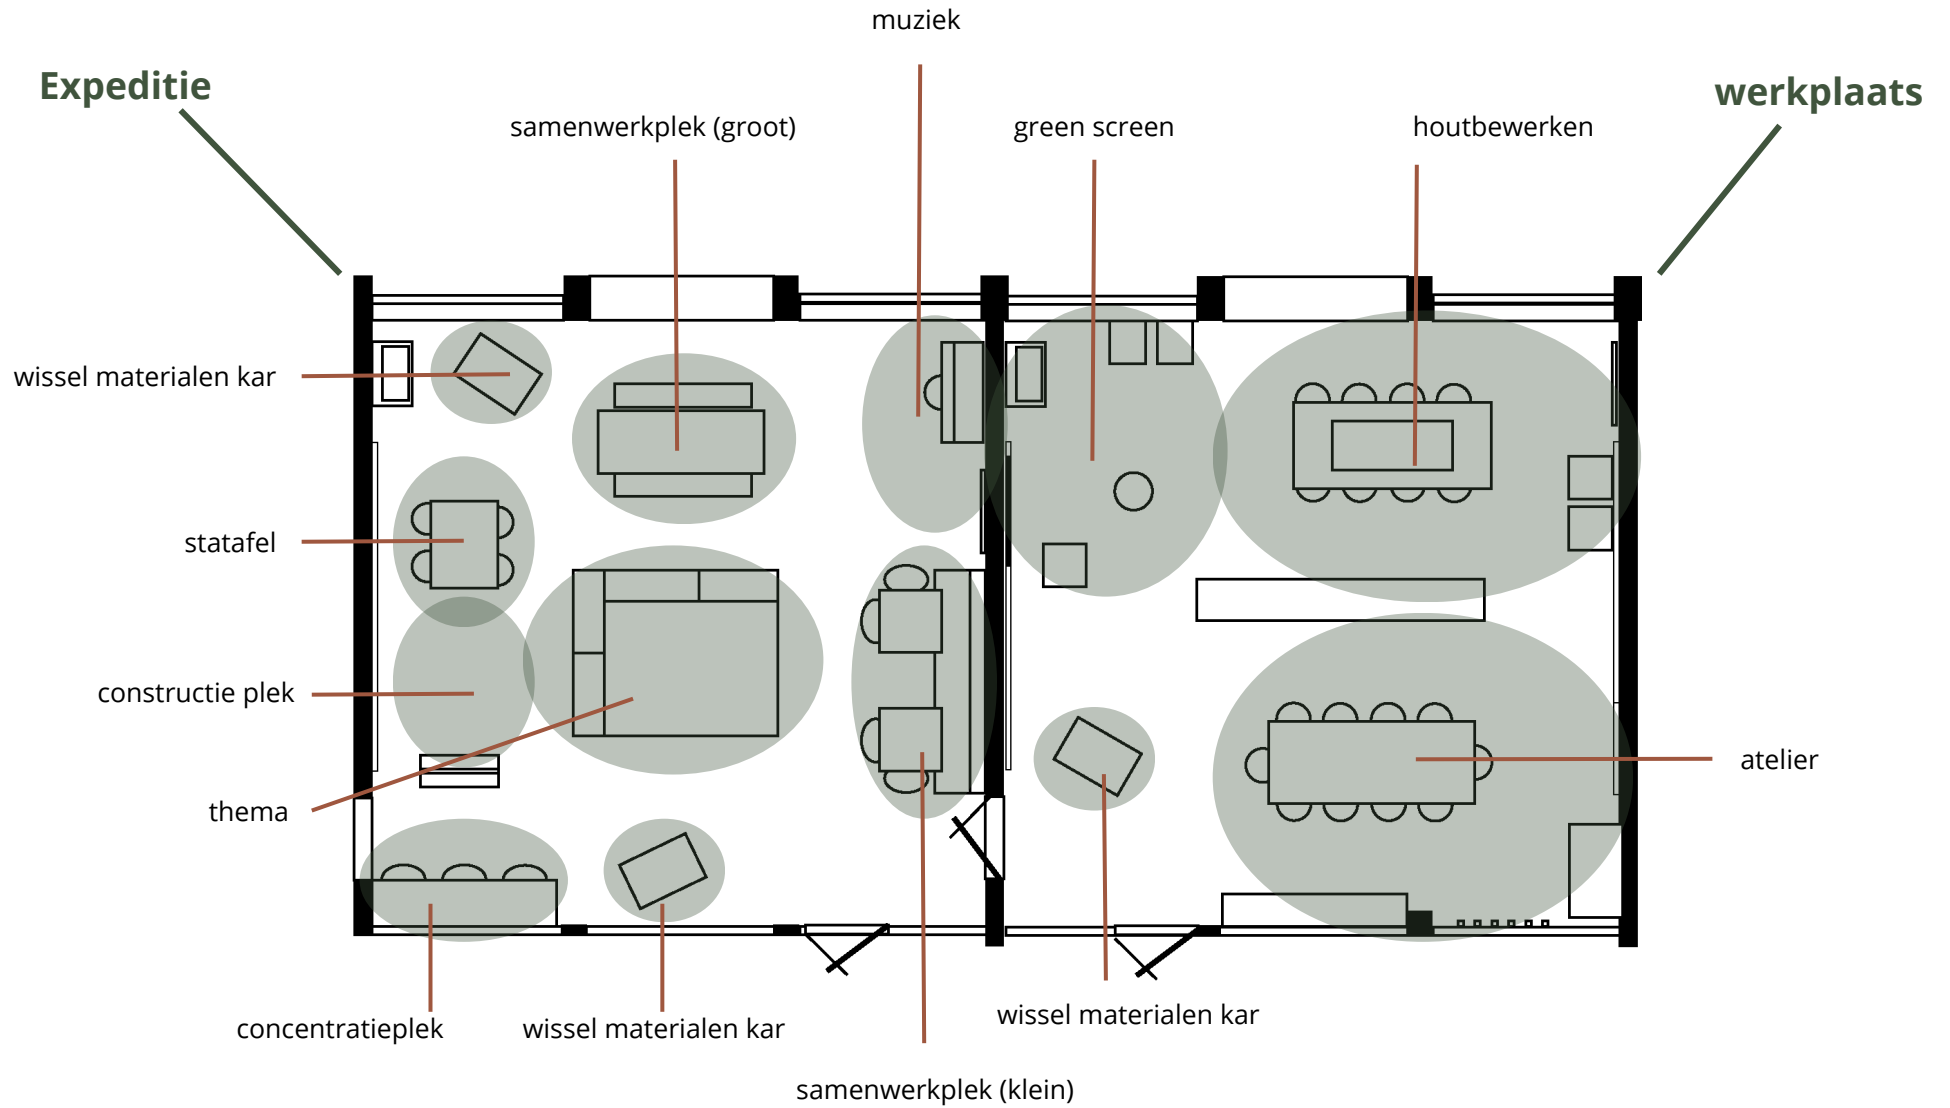 muziek
Expeditie
werkplaats
samenwerkplek (groot)
green screen
houtbewerken
wissel materialen kar
statafel
constructie plek
atelier
thema
concentratieplek
wissel materialen kar
wissel materialen kar
samenwerkplek (klein)